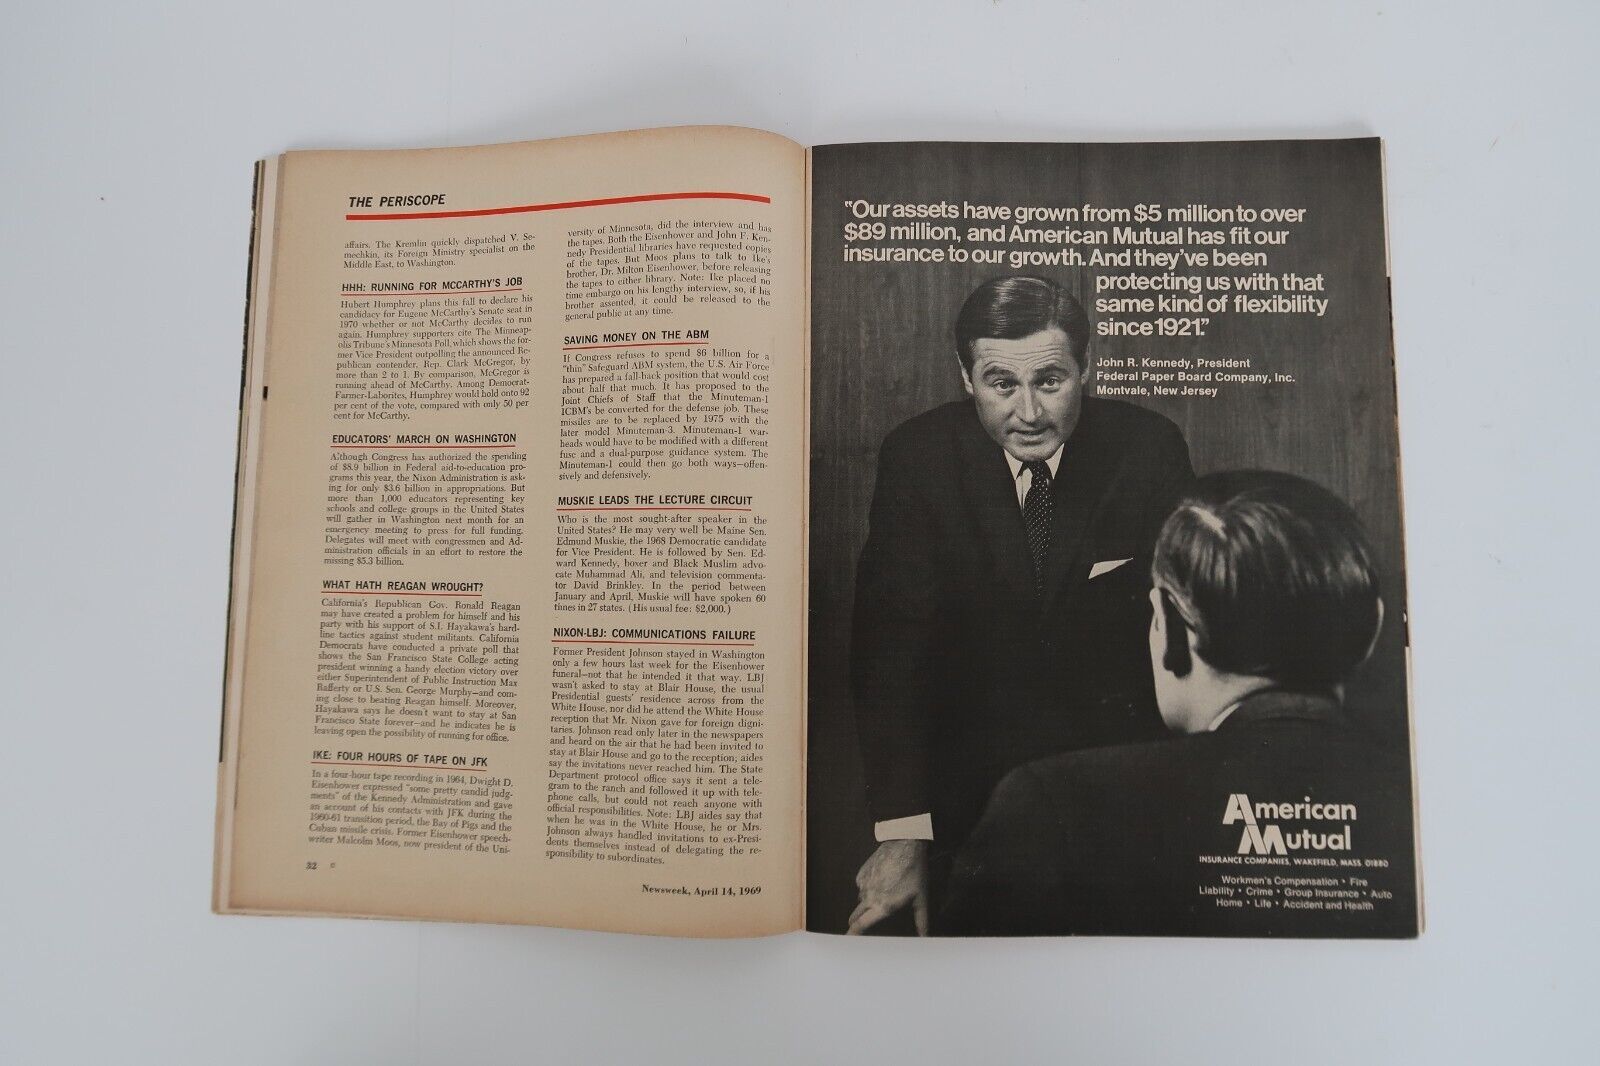 THE PERISCOPE
affairs. The Kremlin quickly dispatched V. Se-
mechkin, its Foreign Ministry specialist on the
Middle East, to Washington.
HHH: RUNNING FOR MCCARTHY'S JOB
Hubert Humphrey plans this fall to declare his
candidacy for Eugene McCarthy's Senate seat in
1970 whether or not McCarthy decides to run
again. Humphrey supporters cite The Minneap-
olis Tribune's Minnesota Poll, which shows the for-
mer Vice President outpolling the announced Re-
publican contender, Rep. Clark McGregor, by
more than 2 to 1. By comparison, McGregor is
running ahead of McCarthy. Among Democrat-
Farmer-Laborites, Humphrey would hold onto 92
per cent of the vote, compared with only 50 per
cent for McCarthy.
EDUCATORS' MARCH ON WASHINGTON
Although Congress has authorized the spending
of $8.9 billion in Federal aid-to-education pro-
grams this year, the Nixon Administration is ask-
ing for only $3.6 billion in appropriations. But
more than 1,000 educators representing key
schools and college groups in the United States
will gather in Washington next month for an
emergency meeting to press for full funding.
Delegates will meet with congressmen and Ad-
ministration officials in an effort to restore the
missing $5.3 billion.
WHAT HATH REAGAN WROUGHT?
California's Republican Gov. Ronald Reagan
may have created a problem for himself and his
party with his support of S.I. Hayakawa's hard-
line tactics against student militants. California
Democrats have conducted a private poll that
shows the San Francisco State College acting
president winning a handy election victory over
either Superintendent of Public Instruction Max
Rafferty or U.S. Sen. George Murphy—and com-
ing close to beating Reagan himself. Moreover,
Hayakawa says he doesn't want to stay at San
Francisco State forever—and he indicates he is
leaving open the possibility of running for office.
IKE: FOUR HOURS OF TAPE ON JFK
In a four-hour tape recording in 1964, Dwight D.
Eisenhower expressed "some pretty candid judg-
ments" of the Kennedy Administration and gave
an account of his contacts with JFK during the
1960-61 transition period, the Bay of Pigs and the
Cuban missile crisis. Former Eisenhower speech-
writer Malcolm Moos, now president of the Uni-
32
versity of Minnesota, did the interview and has
the tapes. Both the Eisenhower and John F. Ken-
nedy Presidential libraries have requested copies
of the tapes. But Moos plans to talk to Ike's
brother, Dr. Milton Eisenhower, before releasing
the tapes to either library. Note: Ike placed no
time embargo on his lengthy interview, so, if his
brother assented, it could be released to the
general public at any time.
SAVING MONEY ON THE ABM
If Congress refuses to spend $6 billion for a
"thin" Safeguard ABM system, the U.S. Air Force
has prepared a fall-back position that would cost
about half that much. It has proposed to the
Joint Chiefs of Staff that the Minuteman-1
ICBM's be converted for the defense job. These
missiles are to be replaced by 1975 with the
later model Minuteman-3. Minuteman-1 war-
heads would have to be modified with a different
fuse and a dual-purpose guidance system. The
Minuteman-1 could then go both ways—offen-
sively and defensively.
MUSKIE LEADS THE LECTURE CIRCUIT
Who is the most sought-after speaker in the
United States? He may very well be Maine Sen.
Edmund Muskie, the 1968 Democratic candidate
for Vice President. He is followed by Sen. Ed-
ward Kennedy, boxer and Black Muslim advo-
cate Muhammad Ali, and television commenta-
tor David Brinkley. In the period between
January and April, Muskie will have spoken 60
times in 27 states. (His usual fee: $2,000.)
NIXON-LBJ: COMMUNICATIONS FAILURE
Former President Johnson stayed in Washington
only a few hours last week for the Eisenhower
funeral—not that he intended it that way. LBJ
wasn't asked to stay at Blair House, the usual
Presidential guests' residence across from the
White House, nor did he attend the White House
reception that Mr. Nixon gave for foreign digni-
taries. Johnson read only later in the newspapers
and heard on the air that he had been invited to
stay at Blair House and go to the reception; aides
say the invitations never reached him. The State
Department protocol office says it sent a tele-
gram to the ranch and followed it up with tele-
phone calls, but could not reach anyone with
official responsibilities. Note: LBJ aides say that
when he was in the White House, he or Mrs.
Johnson always handled invitations to ex-Presi-
dents themselves instead of delegating the re-
sponsibility to subordinates.
Newsweek, April 14, 1969
"Our assets have grown from $5 million to over
$89 million, and American Mutual has fit our
insurance to our growth. And they've been
protecting us with that
same kind of flexibility
since 1921."
John R. Kennedy, President
Federal Paper Board Company, Inc.
Montvale, New Jersey
American
Mutual
INSURANCE COMPANIES, WAKEFIELD, MASS. 01880
Workmen's Compensation • Fire
Liability • Crime • Group Insurance • Auto
Home • Life • Accident and Health